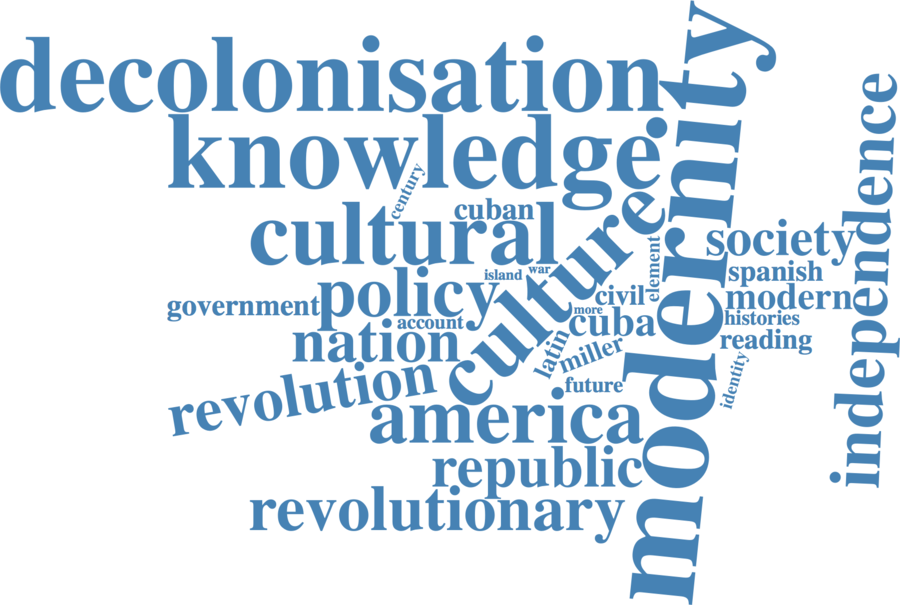 decolonisation
modernity
knowledge
independence
century
cuban
cultural
culture
society
element
island
war
spanish
policy
government
civil
modern
more
account
cuba
histories
nation
latin
miller
reading
identity
future
revolution
america
republic
revolutionary